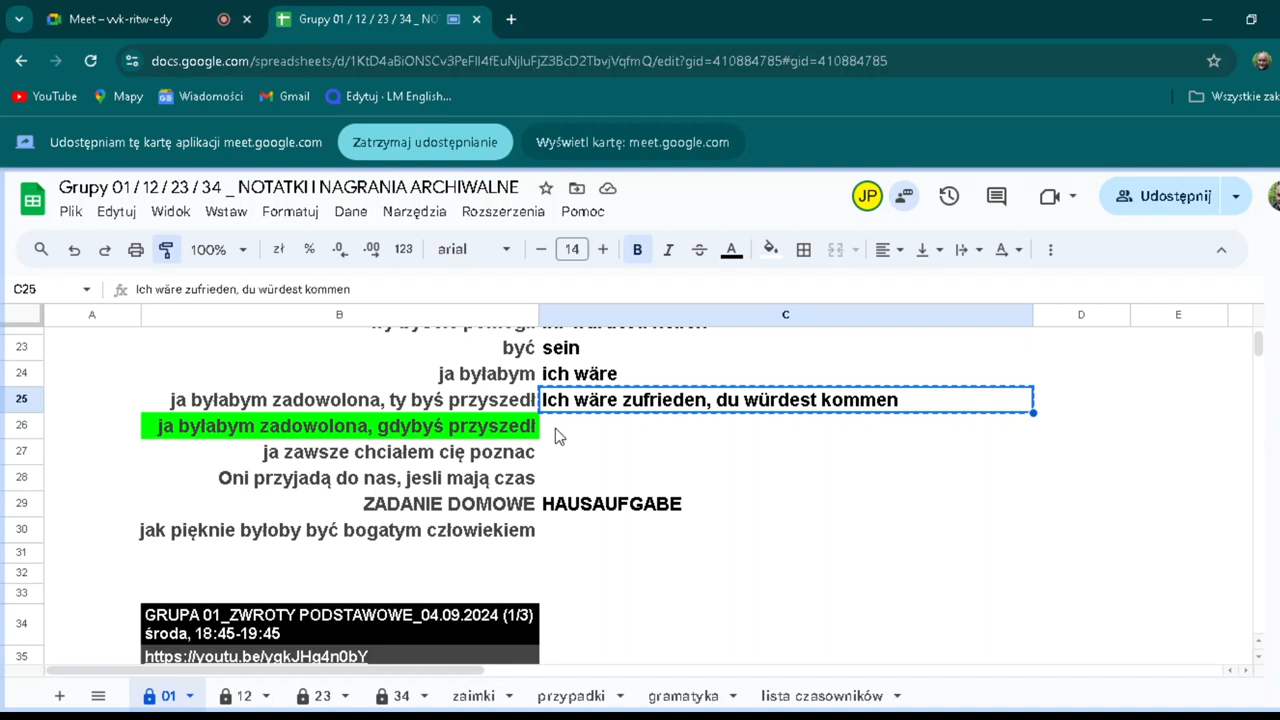 Meet – vvk-ritw-edy
Grupy 01 / 12 / 23 / 34 _ NO
docs.google.com/spreadsheets/d/1KtD4aBiONSCv3PeFIl4fEuNjIuFjZ3BcD2TbvjVqfmQ/edit?gid=410884785#gid=410884785
YouTube Mapy Wiadomości Gmail Edytuj · LM English... Wszystkie zak
Udostępniam tę kartę aplikacji meet.google.com Zatrzymaj udostępnianie Wyświetl kartę: meet.google.com
Grupy 01 / 12 / 23 / 34 _ NOTATKI I NAGRANIA ARCHIWALNE
JP Udostępnij
Plik Edytuj Widok Wstaw Formatuj Dane Narzędzia Rozszerzenia Pomoc
100% zł % .0 .00 123 arial 14 B I A
C25 fx Ich wäre zufrieden, du würdest kommen
A B C D E
23 być sein
24 ja byłabym ich wäre
25 ja byłabym zadowolona, ty byś przyszedł Ich wäre zufrieden, du würdest kommen
26 ja byłabym zadowolona, gdybyś przyszedł
27 ja zawsze chciałem cię poznac
28 Oni przyjadą do nas, jesli mają czas
29 ZADANIE DOMOWE HAUSAUFGABE
30 jak pięknie byłoby być bogatym człowiekiem
31
32
33
34 GRUPA 01_ZWROTY PODSTAWOWE_04.09.2024 (1/3)
środa, 18:45-19:45
35 https://youtu.be/ygkJHg4n0bY
01 12 23 34 zaimki przypadki gramatyka lista czasowników